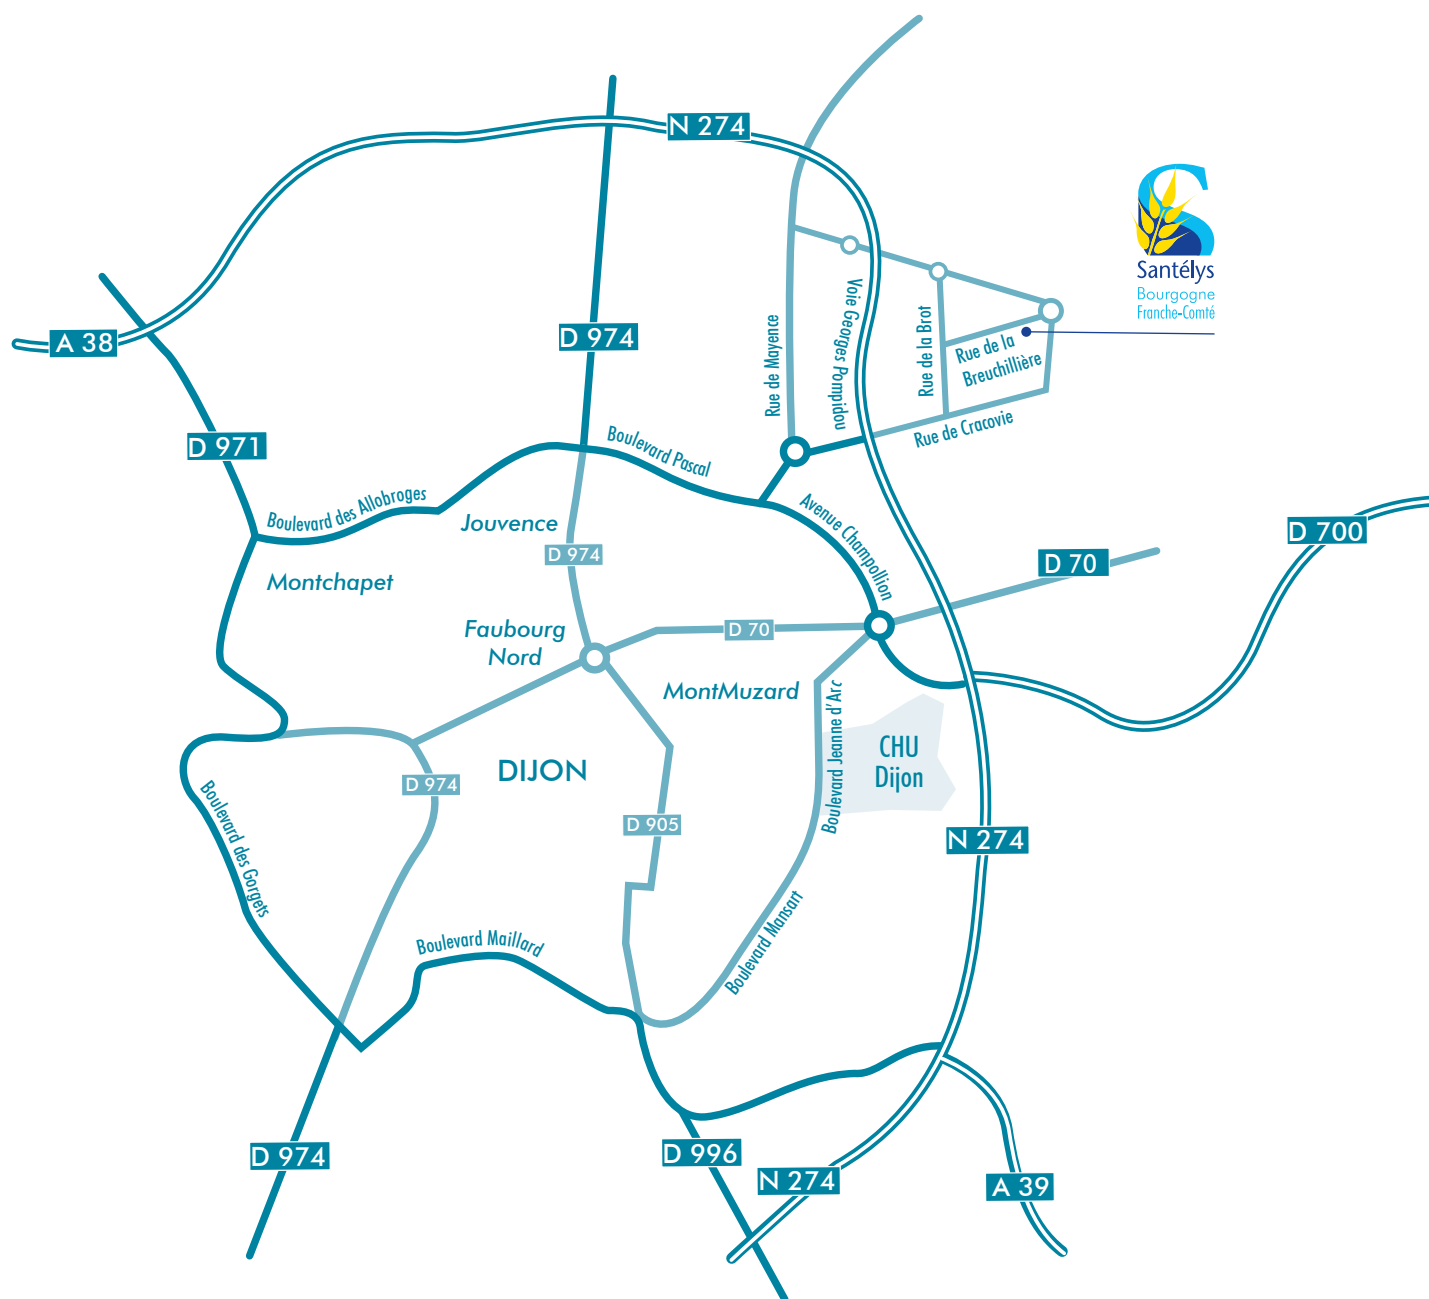 N 274
Santélys
Bourgogne
Franche-Comté
A 38
D 974
Voie Georges Pompidou
Rue de Mayence
Rue de la Brot
Rue de la
Breuchillière
Rue de Cracovie
D 971
Boulevard Pascal
Boulevard des Allobroges
Jouvence
Avenue Champollion
D 700
D 974
D 70
Montchapet
Faubourg
Nord
D 70
MontMuzard
Boulevard Jeanne d'Arc
CHU
Dijon
DIJON
D 974
D 905
N 274
Boulevard des Gorgets
Boulevard Maillard
Boulevard Mansart
D 974
D 996
N 274
A 39